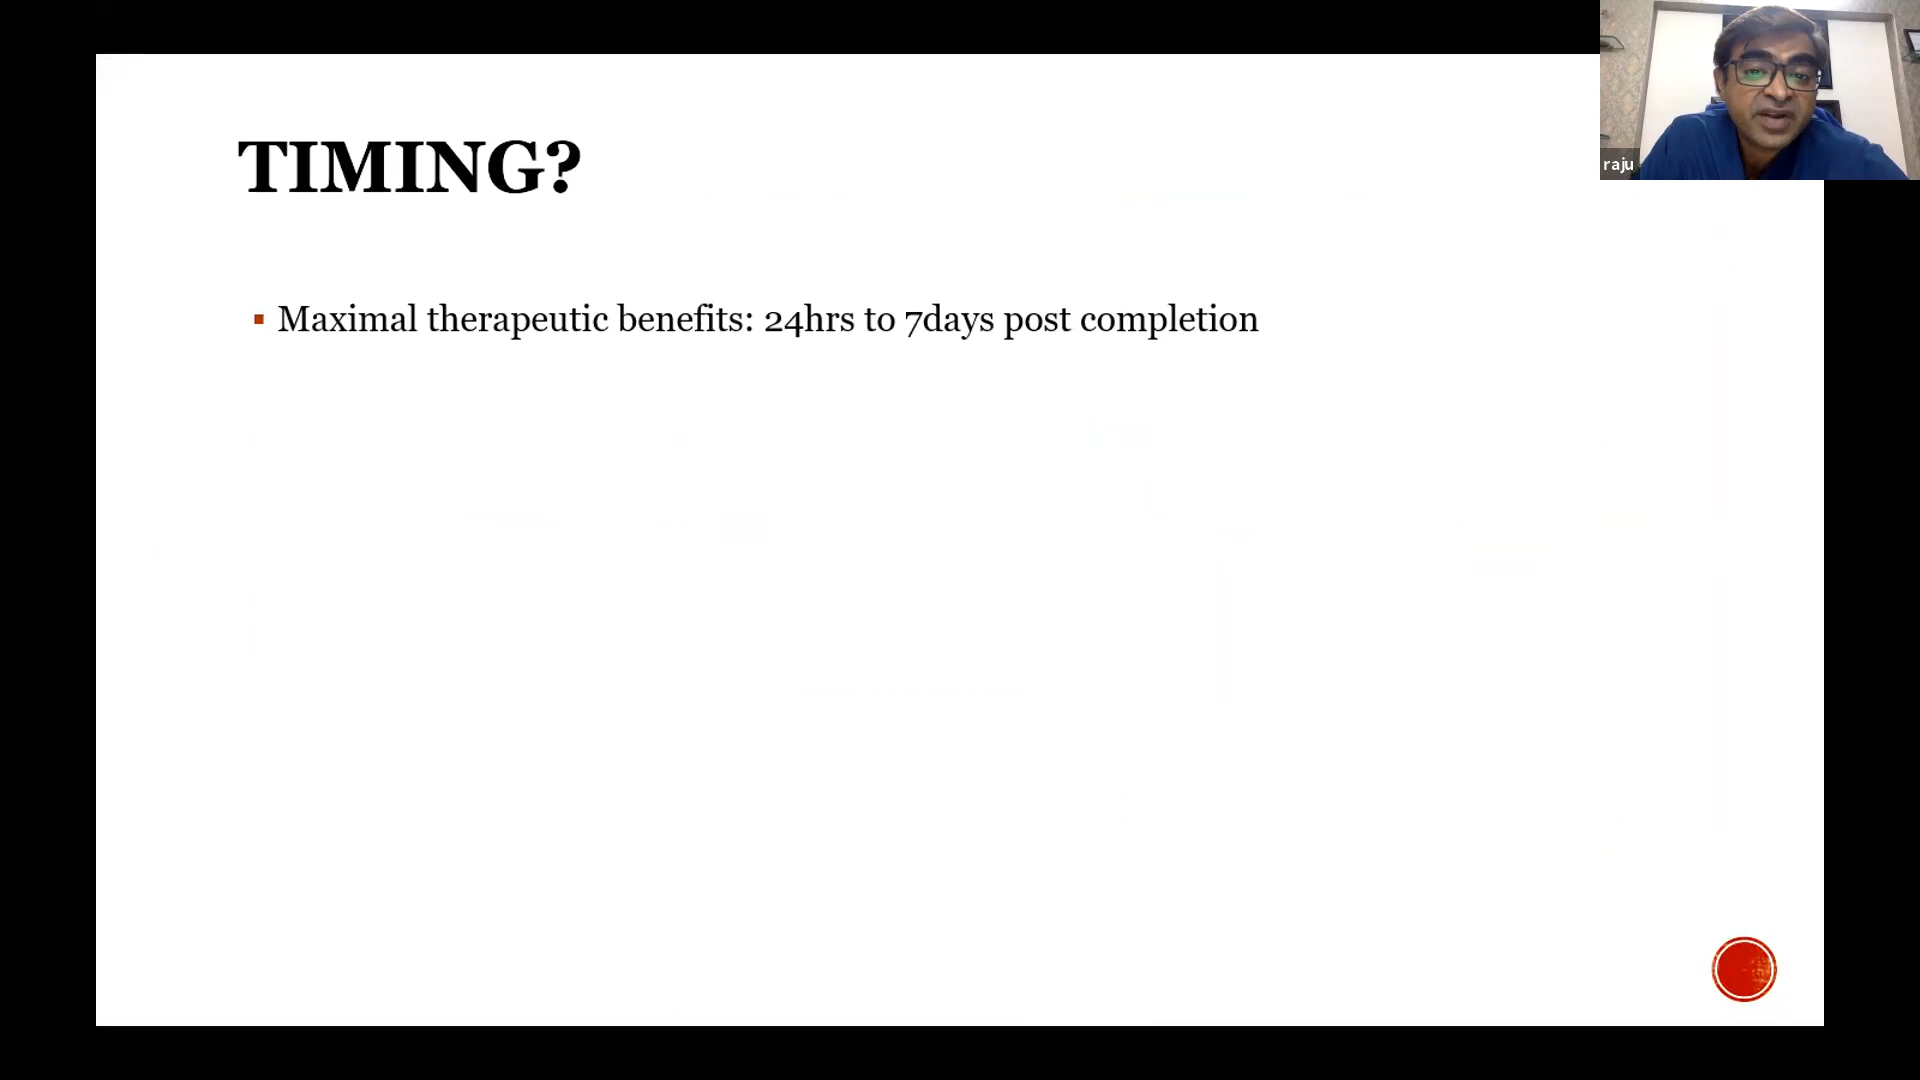 TIMING?
Maximal therapeutic benefits: 24hrs to 7days post completion
raju